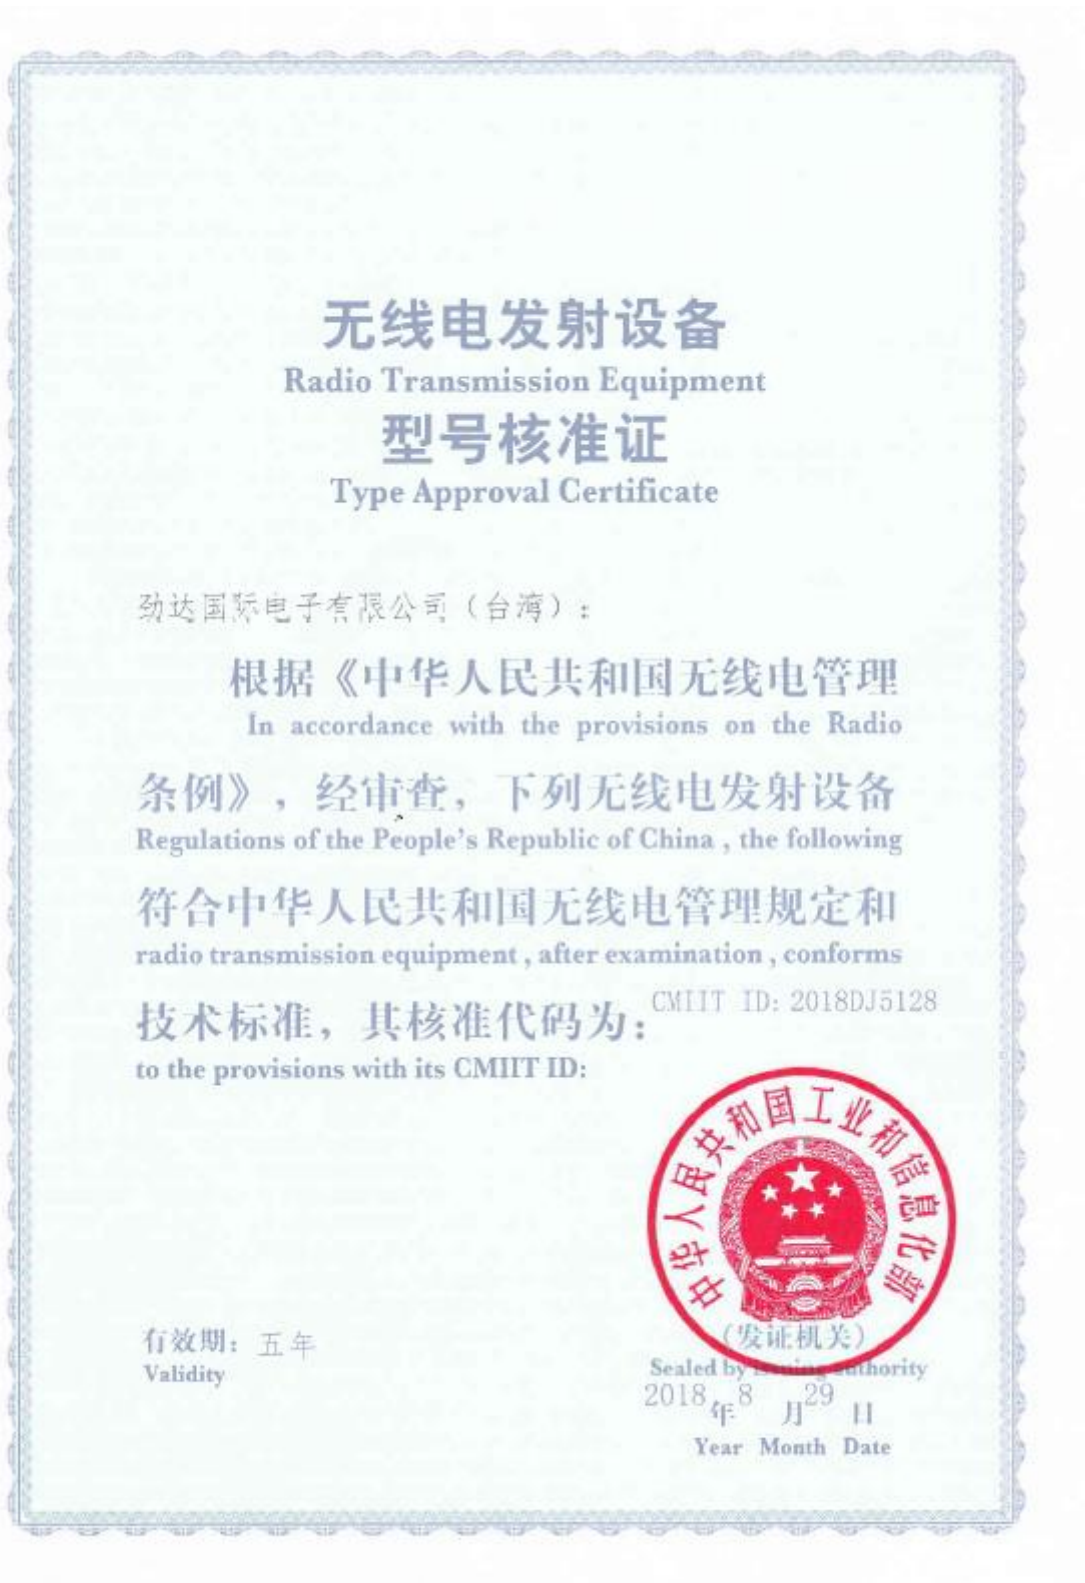 无线电发射设备
Radio Transmission Equipment
型号核准证
Type Approval Certificate
劲达国际电子有限公司（台湾）：
根据《中华人民共和国无线电管理
In accordance with the provisions on the Radio
条例》，经审查，下列无线电发射设备
Regulations of the People's Republic of China , the following
符合中华人民共和国无线电管理规定和
radio transmission equipment , after examination , conforms
技术标准，其核准代码为：CMIIT ID: 2018DJ5128
to the provisions with its CMIIT ID:
中华人民共和国工业和信息化部
有效期：五年
Validity
（发证机关）
Sealed by issuing authority
2018年8月29日
Year Month Date